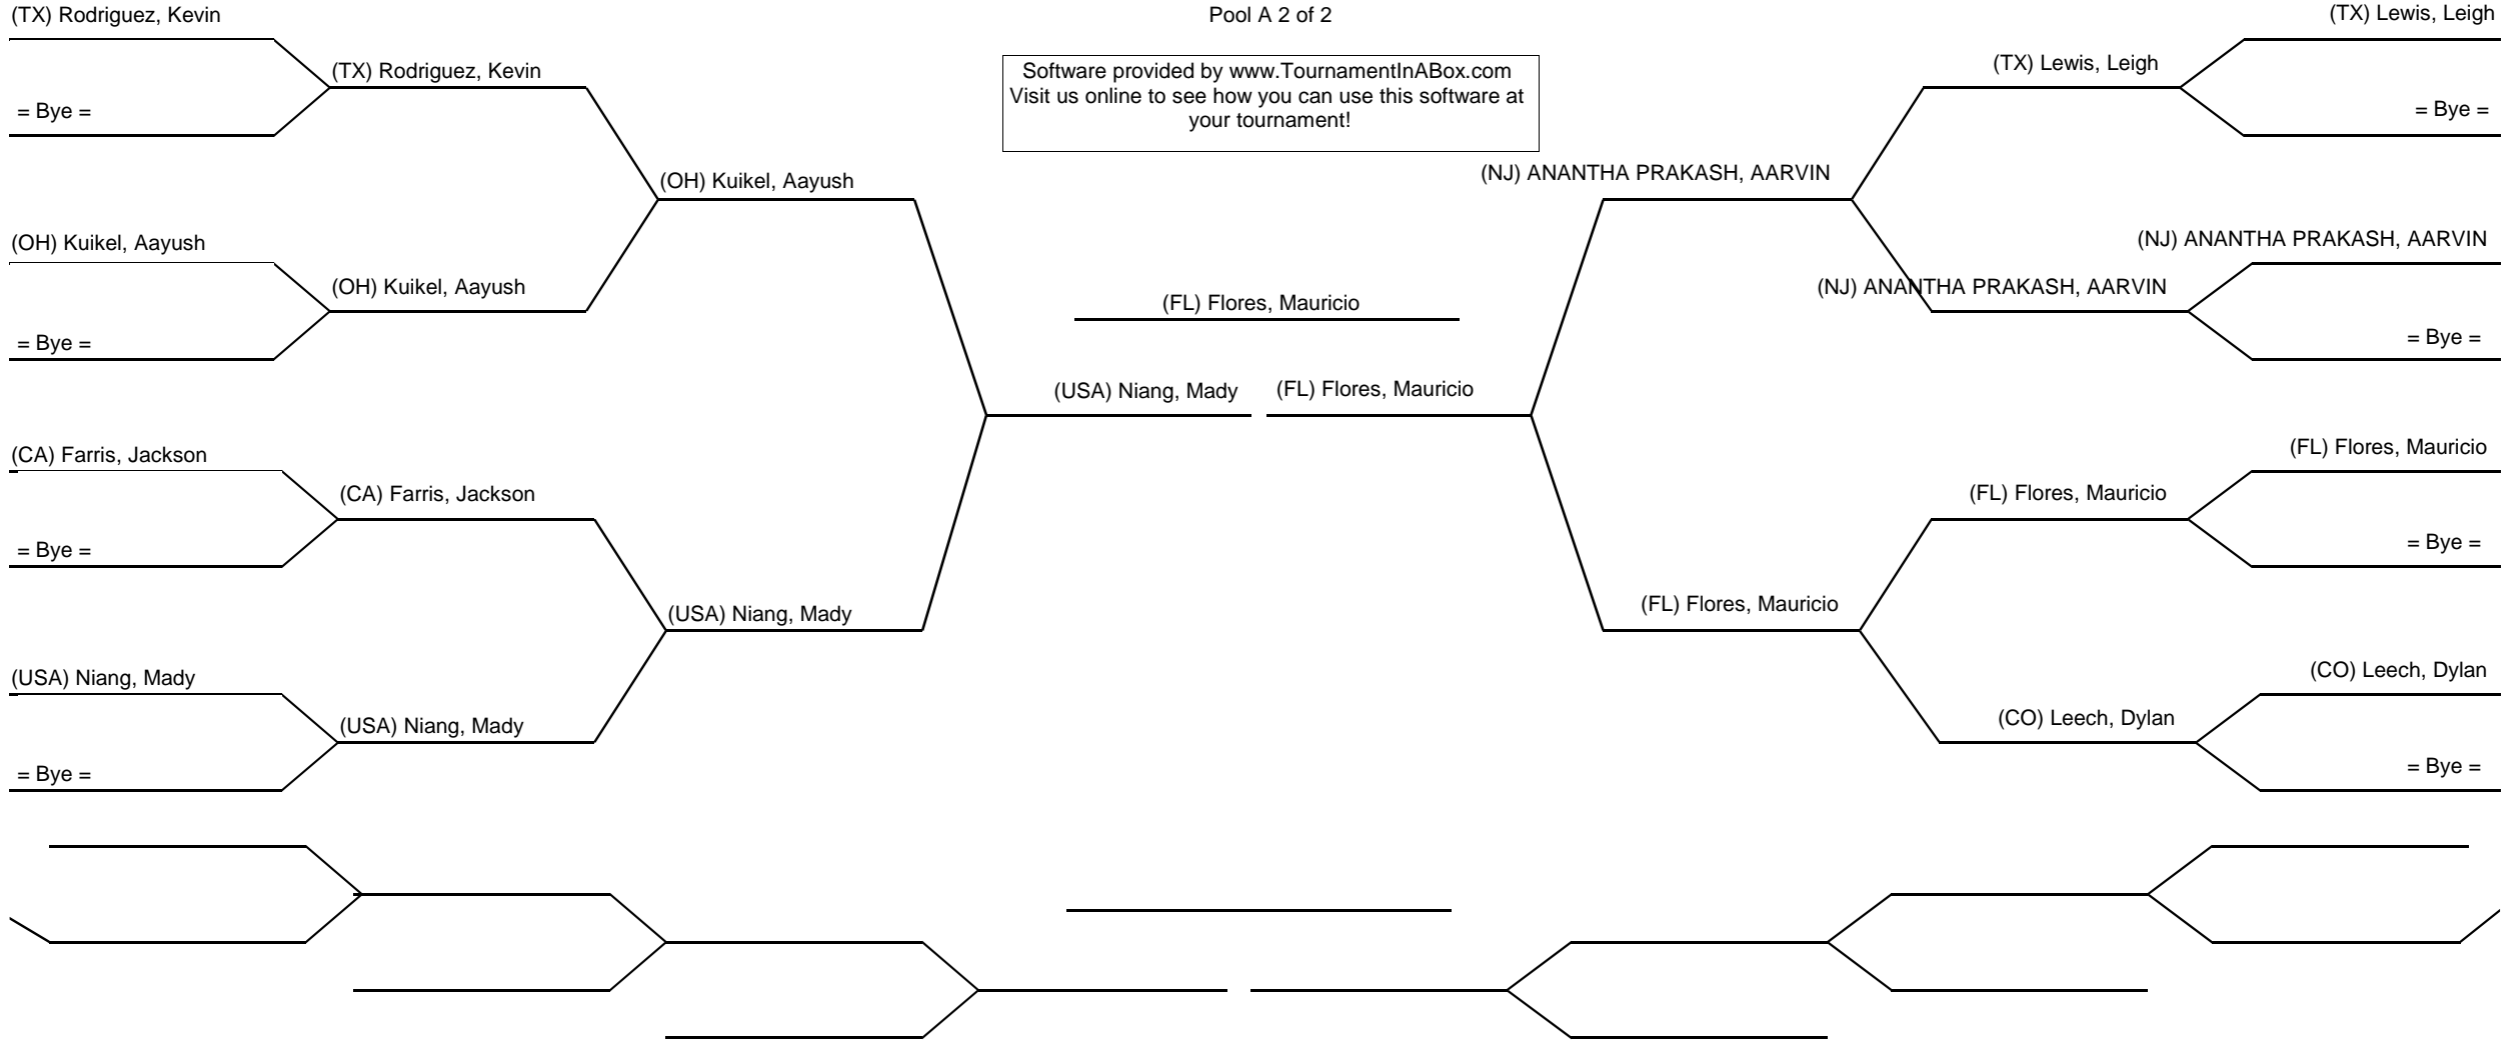 (TX) Rodriguez, Kevin
Pool A 2 of 2
(TX) Lewis, Leigh
(TX) Rodriguez, Kevin
Software provided by www.TournamentInABox.com
Visit us online to see how you can use this software at
your tournament!
(TX) Lewis, Leigh
= Bye =
= Bye =
(OH) Kuikel, Aayush
(NJ) ANANTHA PRAKASH, AARVIN
(OH) Kuikel, Aayush
(NJ) ANANTHA PRAKASH, AARVIN
(OH) Kuikel, Aayush
(FL) Flores, Mauricio
(NJ) ANANTHA PRAKASH, AARVIN
= Bye =
= Bye =
(USA) Niang, Mady
(FL) Flores, Mauricio
(CA) Farris, Jackson
(FL) Flores, Mauricio
(CA) Farris, Jackson
(FL) Flores, Mauricio
= Bye =
= Bye =
(USA) Niang, Mady
(FL) Flores, Mauricio
(USA) Niang, Mady
(CO) Leech, Dylan
(USA) Niang, Mady
(CO) Leech, Dylan
= Bye =
= Bye =